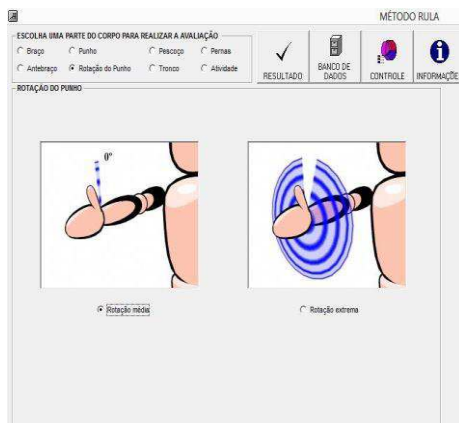 MÉTODO RULA
ESCOLHA UMA PARTE DO CORPO PARA REALIZAR A AVALIAÇÃO
Braço Punho Pescoço Pernas
Antebraço Rotação do Punho Tronco Atividade
RESULTADO BANCO DE DADOS CONTROLE INFORMAÇÕE
ROTAÇÃO DO PUNHO
0º
Rotação média Rotação extrema